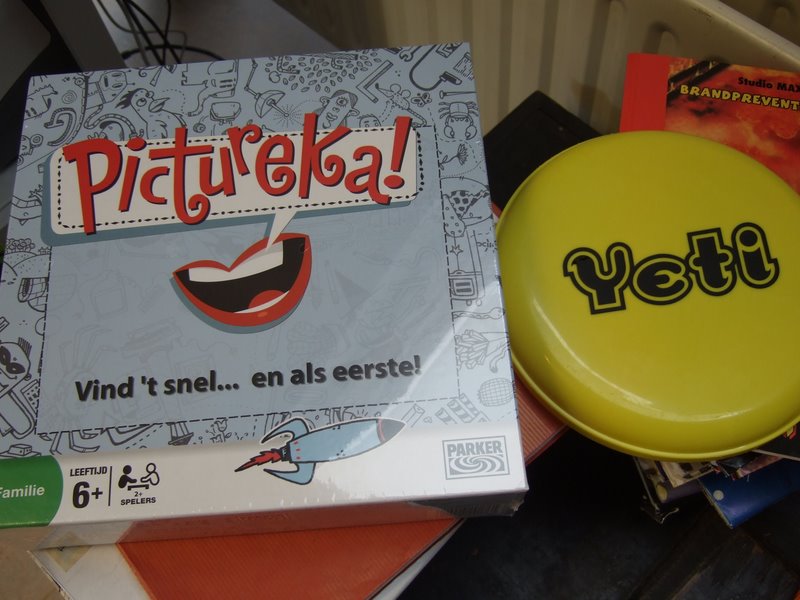 Pictureka!
Vind 't snel... en als eerste!
Familie
LEEFTIJD
6+
2+
SPELERS
PARKER
Yeti
Studio MAX
BRANDPREVENT